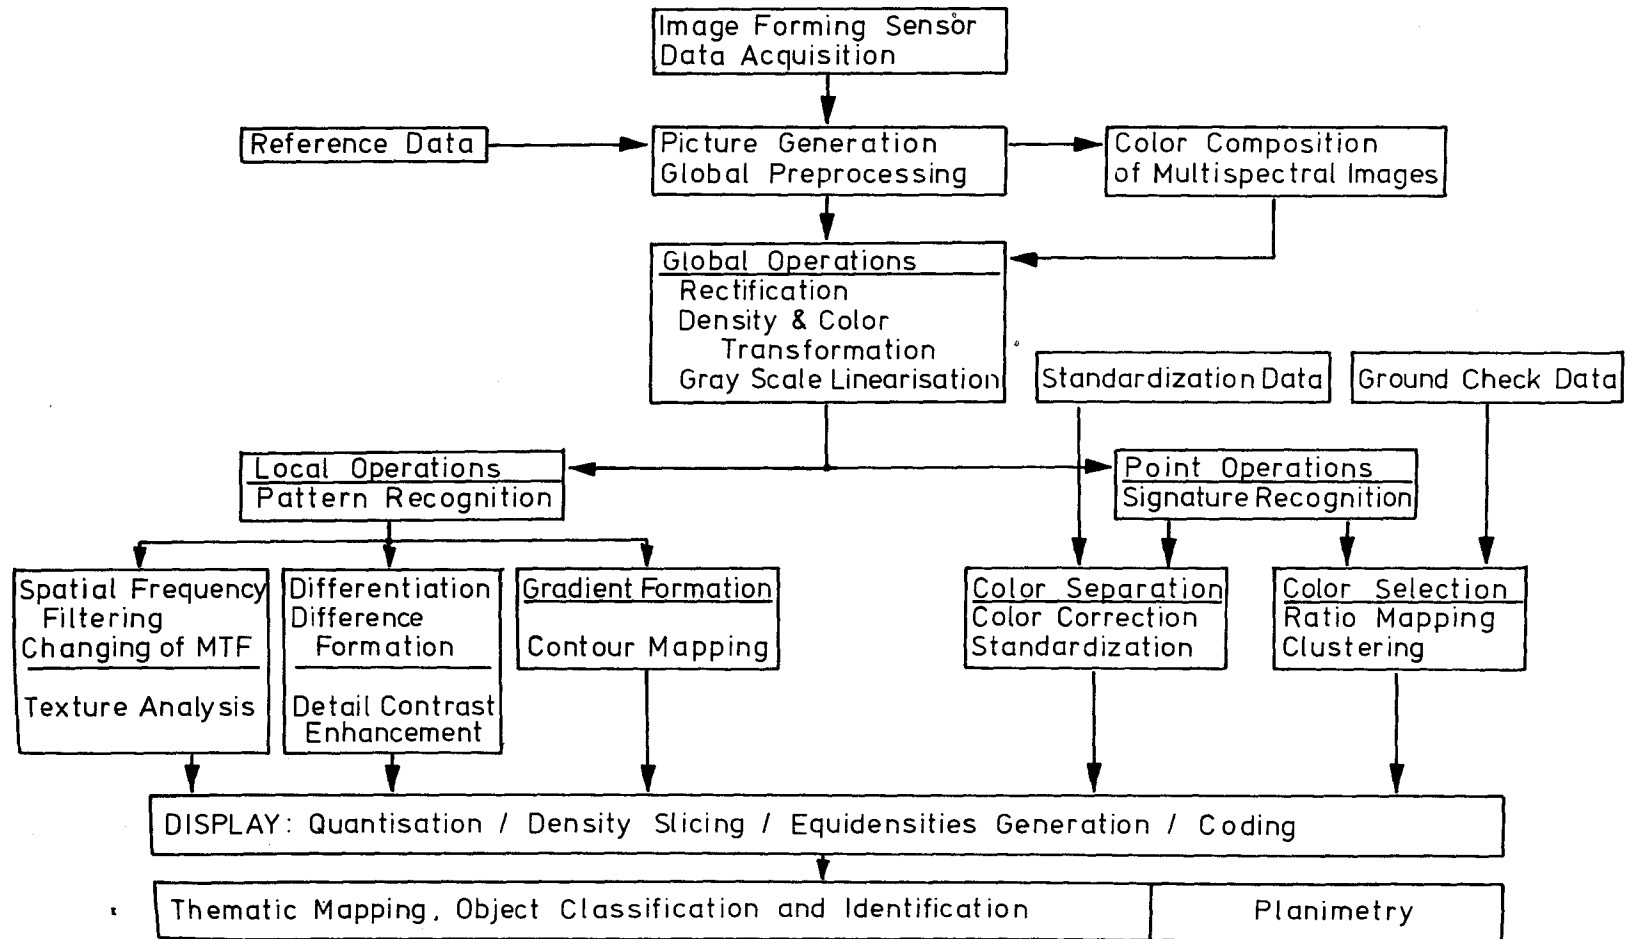 Image Forming Sensor
Data Acquisition
Reference Data
Picture Generation
Global Preprocessing
Color Composition
of Multispectral Images
Global Operations
Rectification
Density & Color
Transformation
Gray Scale Linearisation
Standardization Data
Ground Check Data
Local Operations
Pattern Recognition
Point Operations
Signature Recognition
Spatial Frequency
Filtering
Changing of MTF
Texture Analysis
Differentiation
Difference
Formation
Detail Contrast
Enhancement
Gradient Formation
Contour Mapping
Color Separation
Color Correction
Standardization
Color Selection
Ratio Mapping
Clustering
DISPLAY: Quantisation / Density Slicing / Equidensities Generation / Coding
Thematic Mapping, Object Classification and Identification
Planimetry